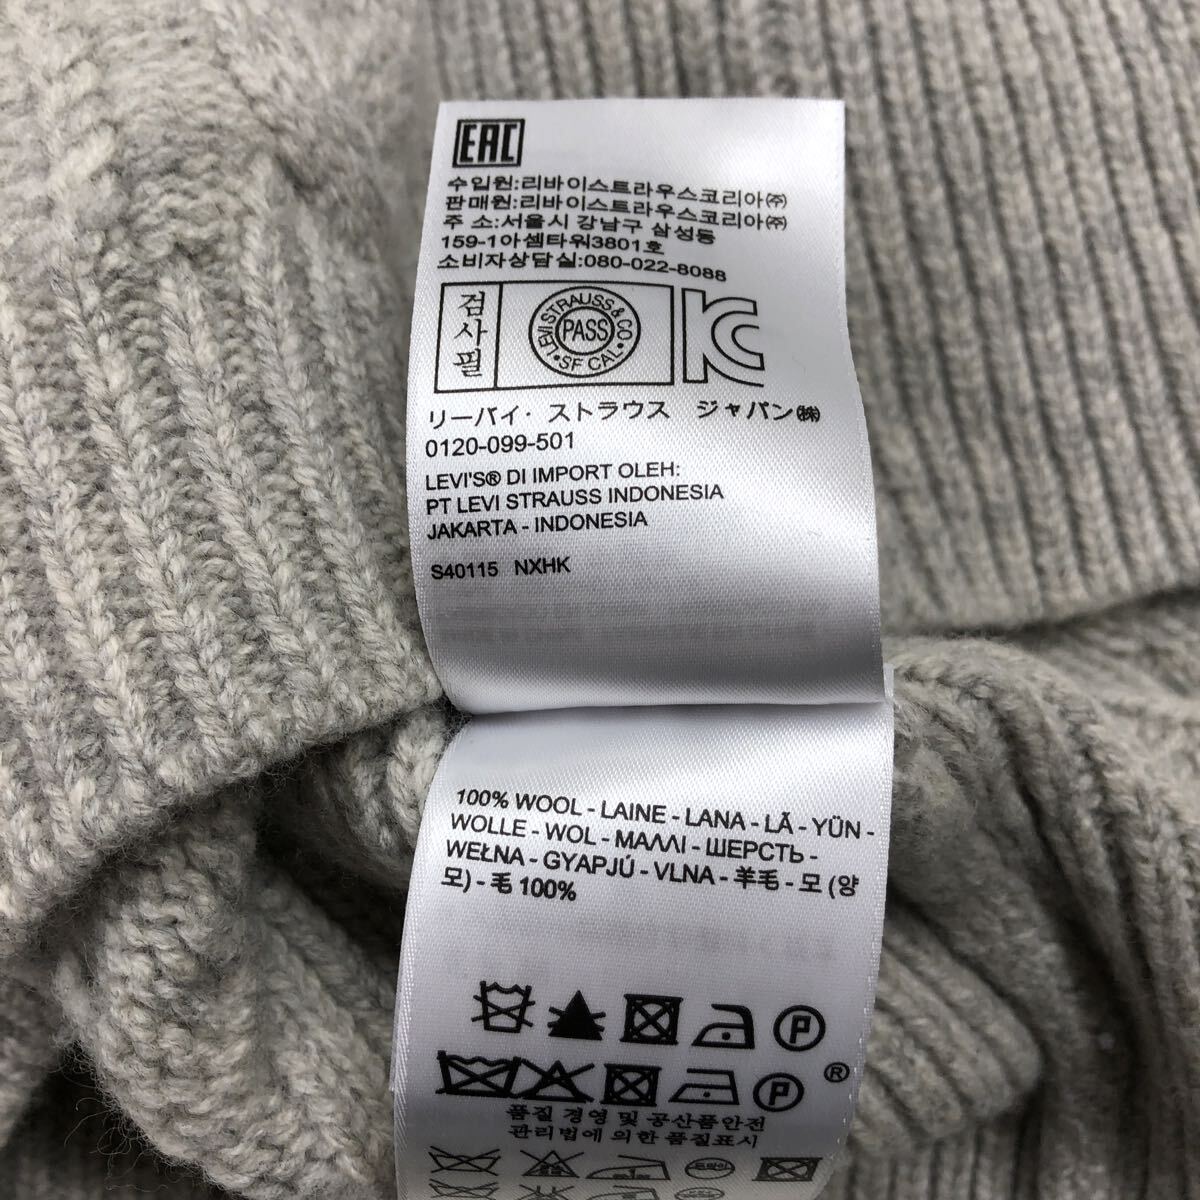 EAC
수입원:리바이스트라우스코리아㈜
판매원:리바이스트라우스코리아㈜
주 소:서울시 강남구 삼성동
159-1아셈타워3801호
소비자상담실:080-022-8088
검사필
LEVI STRAUSS & CO
PASS
SF CAL
リーバイ・ストラウス ジャパン㈱
0120-099-501
LEVI'S® DI IMPORT OLEH:
PT LEVI STRAUSS INDONESIA
JAKARTA - INDONESIA
S40115 NXHK
100% WOOL - LAINE - LANA - LÃ - YÜN -
WOLLE - WOL - ΜΑΛΛΙ - ШЕРСТЬ -
WEŁNA - GYAPJÚ - VLNA - 羊毛 - 모 (양
모) - 毛 100%
P
P ®
품질 경영 및 공산품안전
관리법에 의한 품질표시
드라이